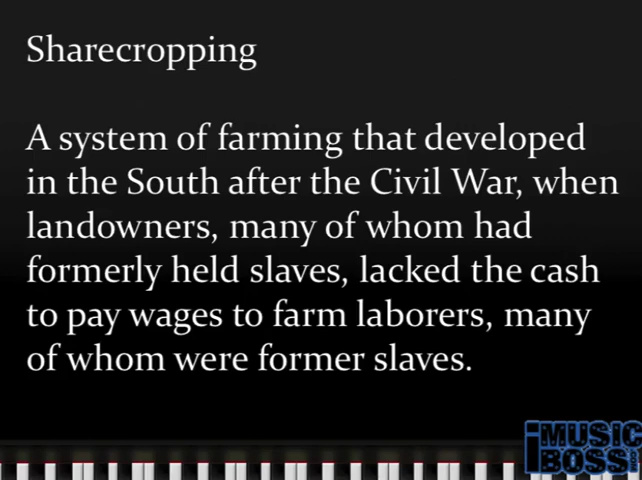 Sharecropping
A system of farming that developed
in the South after the Civil War, when
landowners, many of whom had
formerly held slaves, lacked the cash
to pay wages to farm laborers, many
of whom were former slaves.
iMUSIC
BOSS